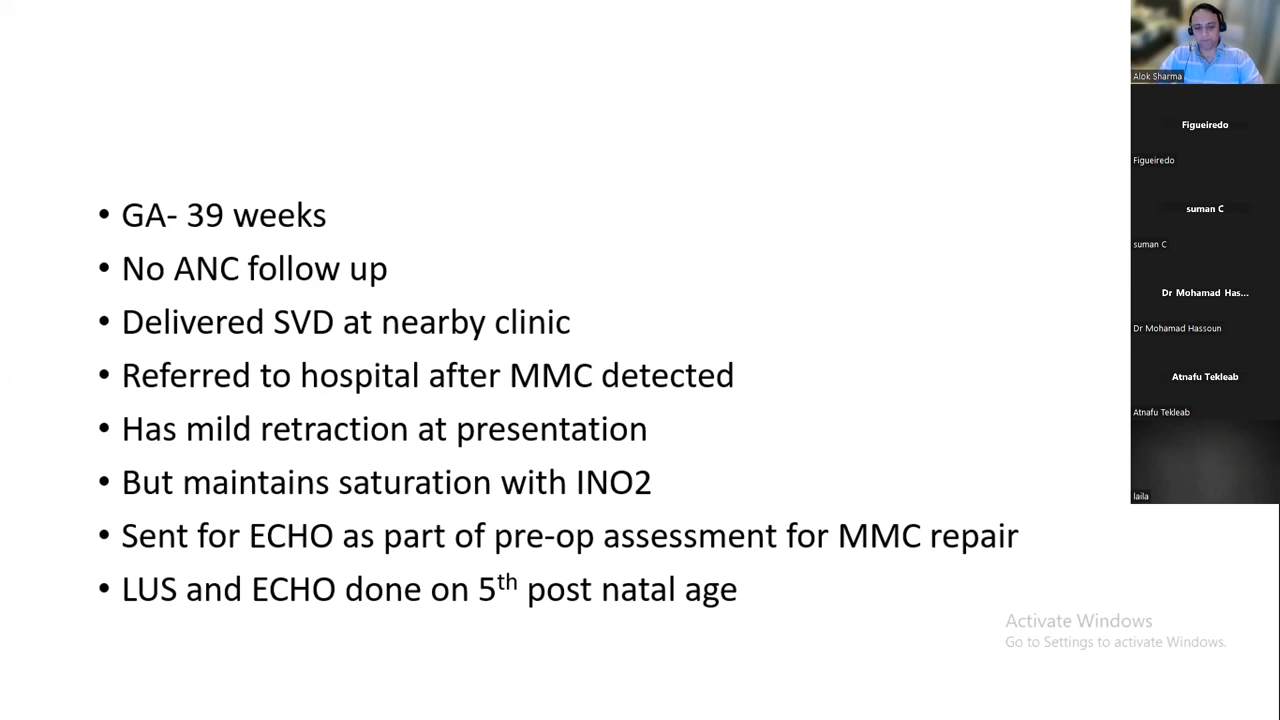 • GA- 39 weeks
• No ANC follow up
• Delivered SVD at nearby clinic
• Referred to hospital after MMC detected
• Has mild retraction at presentation
• But maintains saturation with INO2
• Sent for ECHO as part of pre-op assessment for MMC repair
• LUS and ECHO done on 5th post natal age
Activate Windows
Go to Settings to activate Windows.
Alok Sharma
Figueiredo
Figueiredo
suman C
suman C
Dr Mohamad Has...
Dr Mohamad Hassoun
Atnafu Tekleab
Atnafu Tekleab
laila